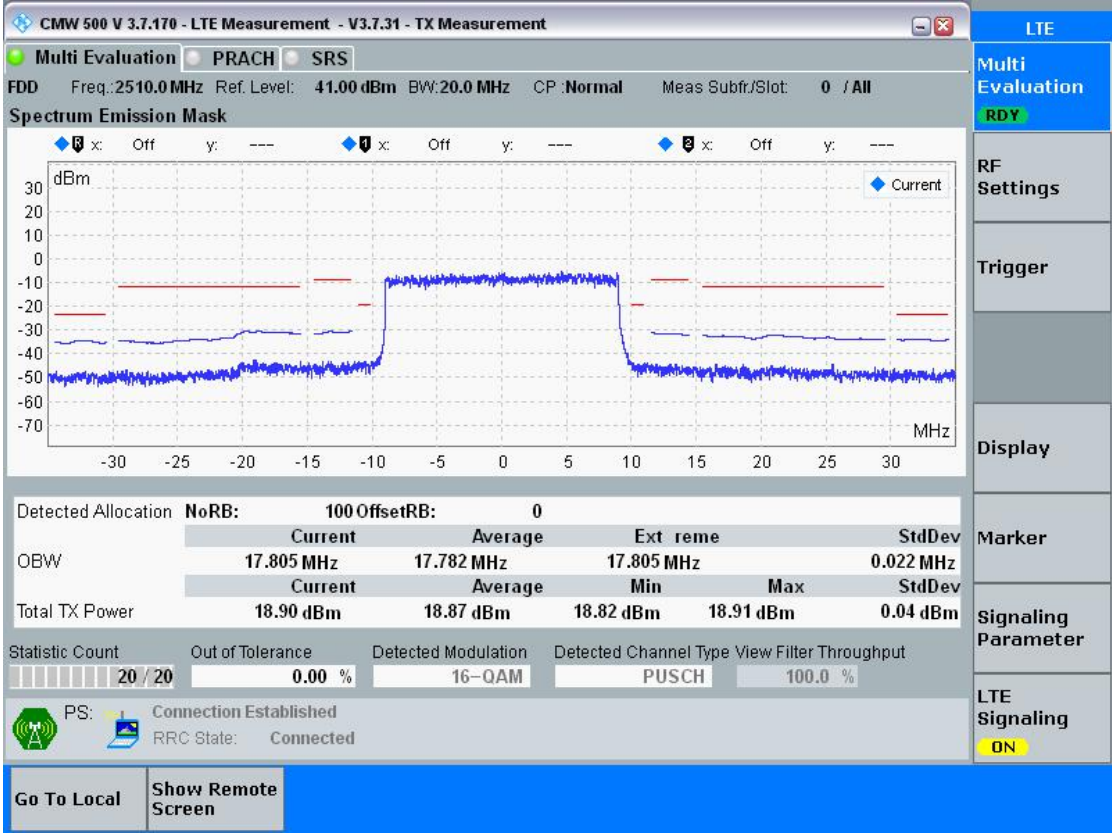 CMW 500 V 3.7.170 - LTE Measurement - V3.7.31 - TX Measurement
LTE
Multi Evaluation PRACH SRS
Multi
Evaluation
RDY
FDD Freq.:2510.0 MHz Ref. Level: 41.00 dBm BW:20.0 MHz CP :Normal Meas Subfr./Slot: 0 / All
Spectrum Emission Mask
R x: Off y: --- 1 x: Off y: --- 2 x: Off y: ---
dBm
Current
30
20
10
0
-10
-20
-30
-40
-50
-60
-70
MHz
-30 -25 -20 -15 -10 -5 0 5 10 15 20 25 30
RF
Settings
Trigger
Display
Marker
Signaling
Parameter
LTE
Signaling
ON
Detected Allocation NoRB: 100 OffsetRB: 0
Current Average Ext reme StdDev
OBW 17.805 MHz 17.782 MHz 17.805 MHz 0.022 MHz
Current Average Min Max StdDev
Total TX Power 18.90 dBm 18.87 dBm 18.82 dBm 18.91 dBm 0.04 dBm
Statistic Count Out of Tolerance Detected Modulation Detected Channel Type View Filter Throughput
20 / 20 0.00 % 16-QAM PUSCH 100.0 %
PS: Connection Established
RRC State: Connected
Go To Local
Show Remote
Screen